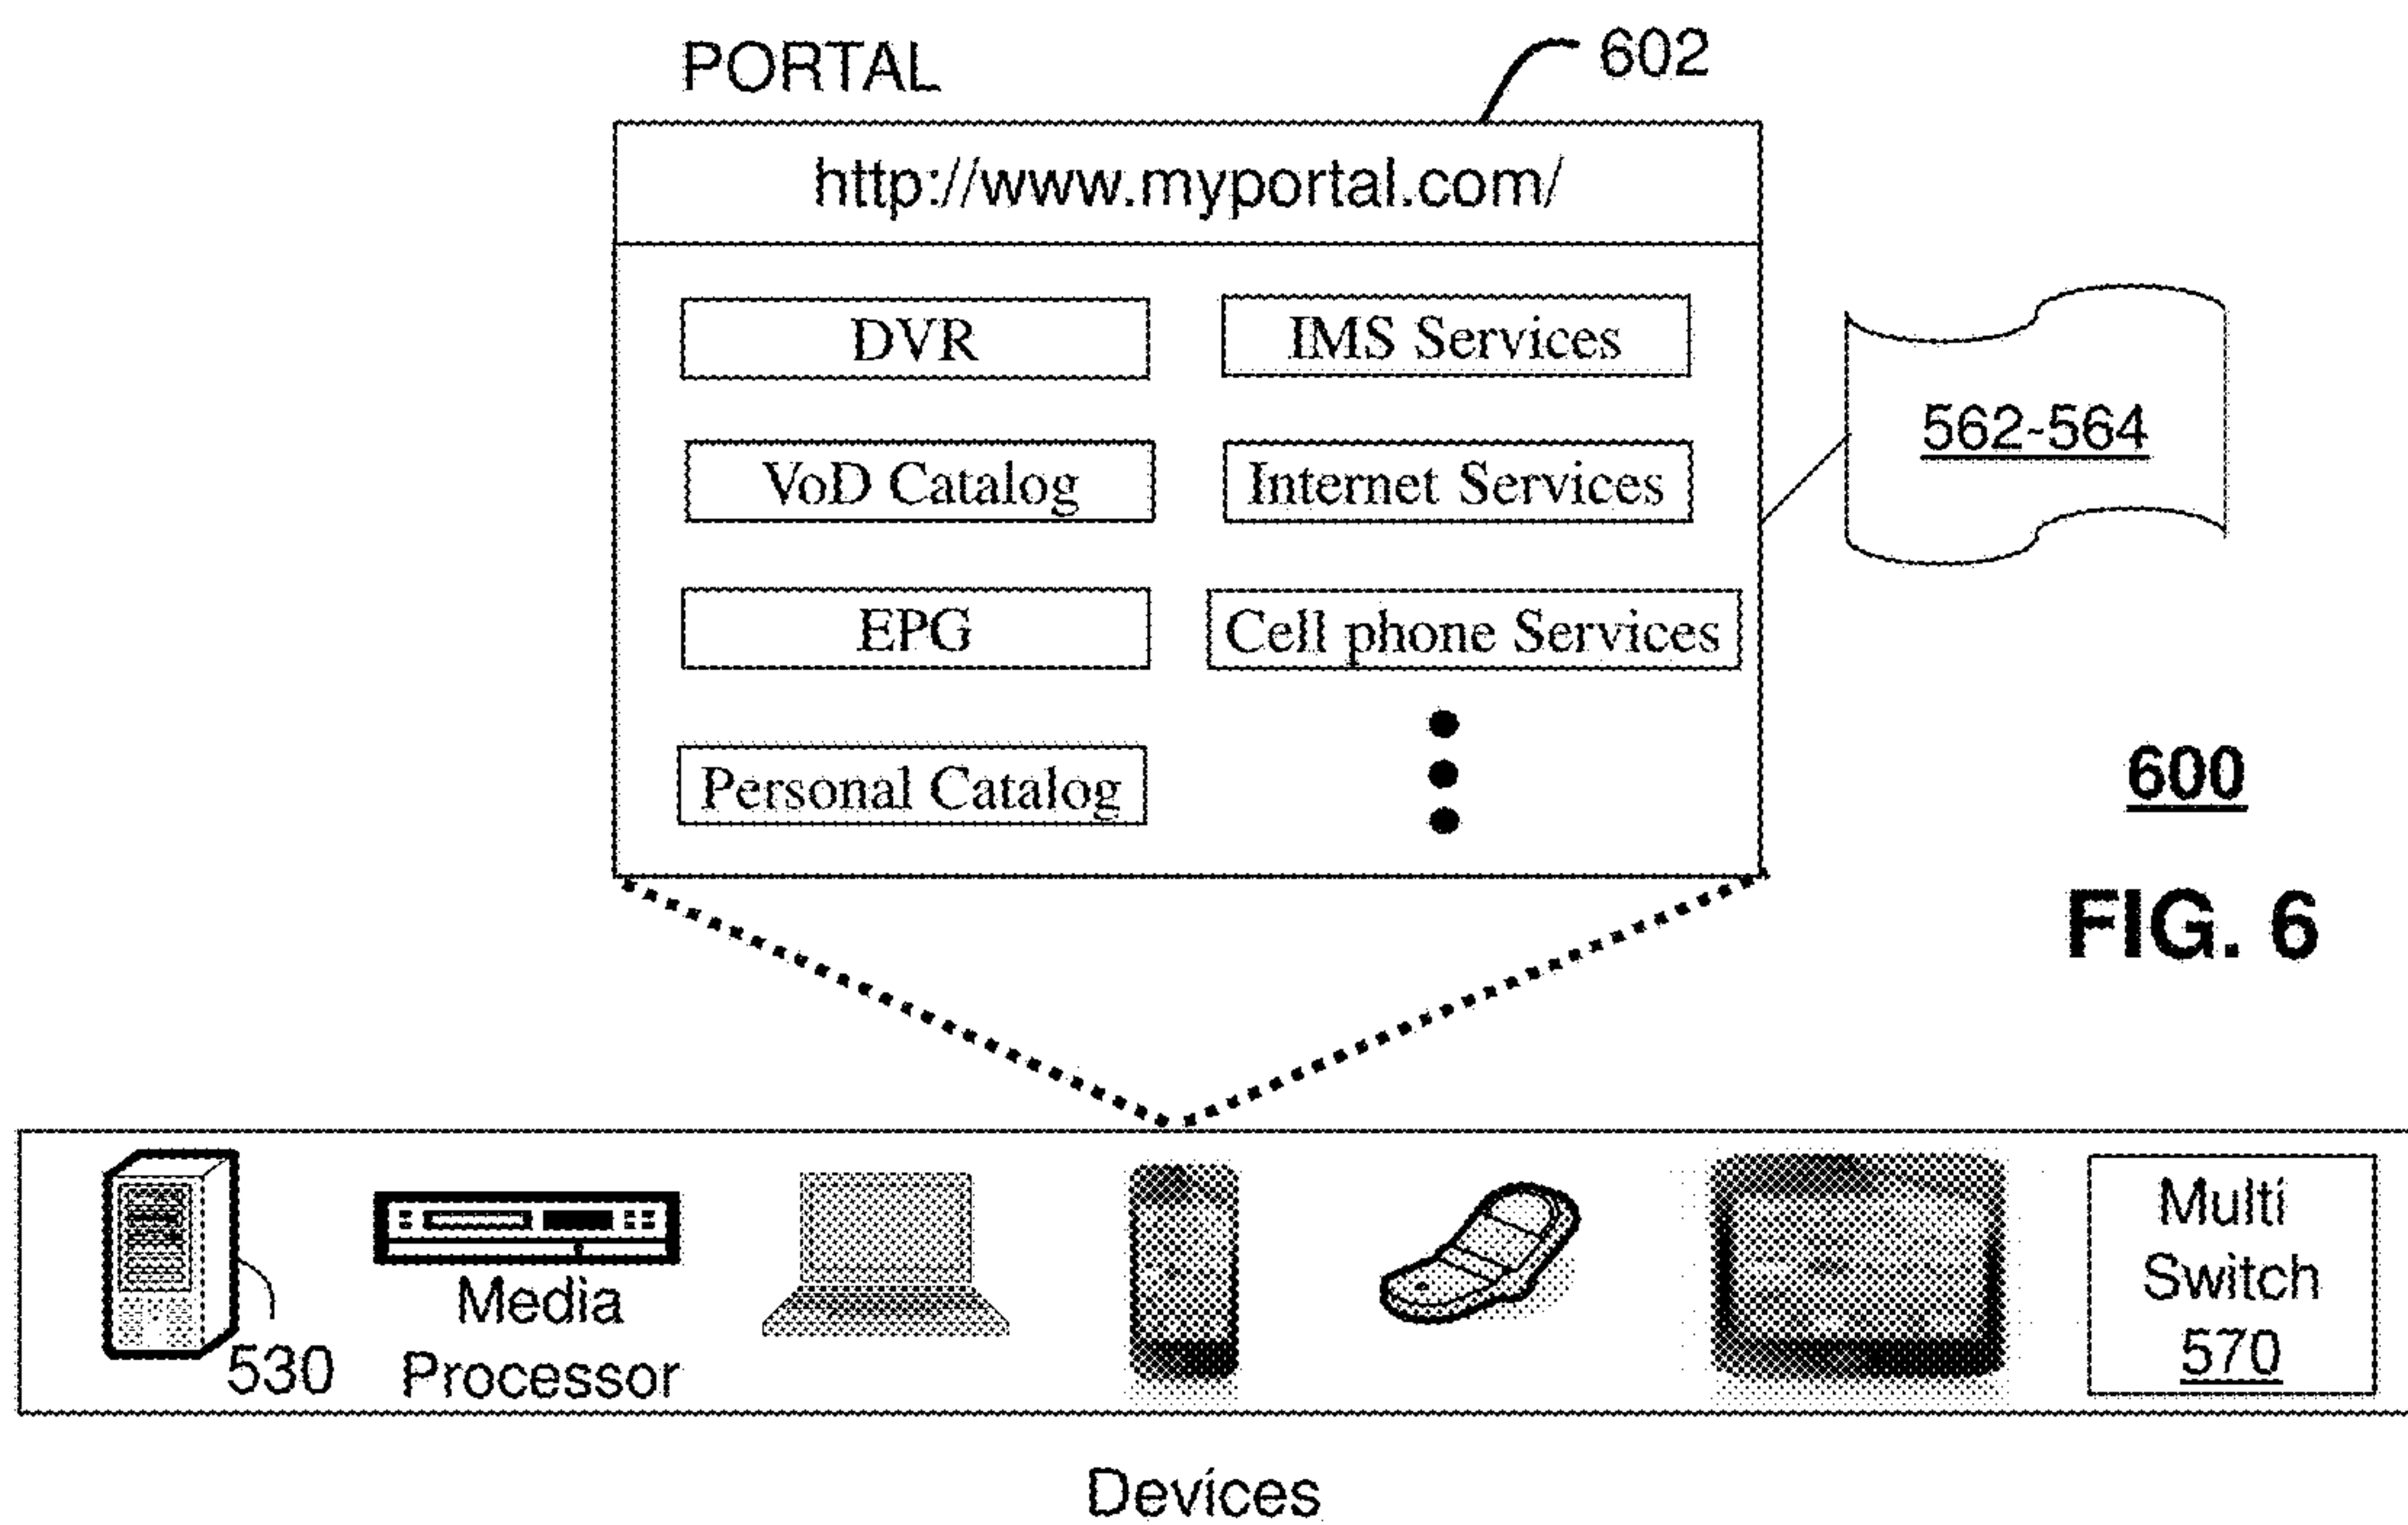 PORTAL
602
http://www.myportal.com/
DVR
IMS Services
VoD Catalog
Internet Services
562-564
EPG
Cell phone Services
Personal Catalog
600
FIG. 6
530
Media
Processor
Multi
Switch
570
Devices